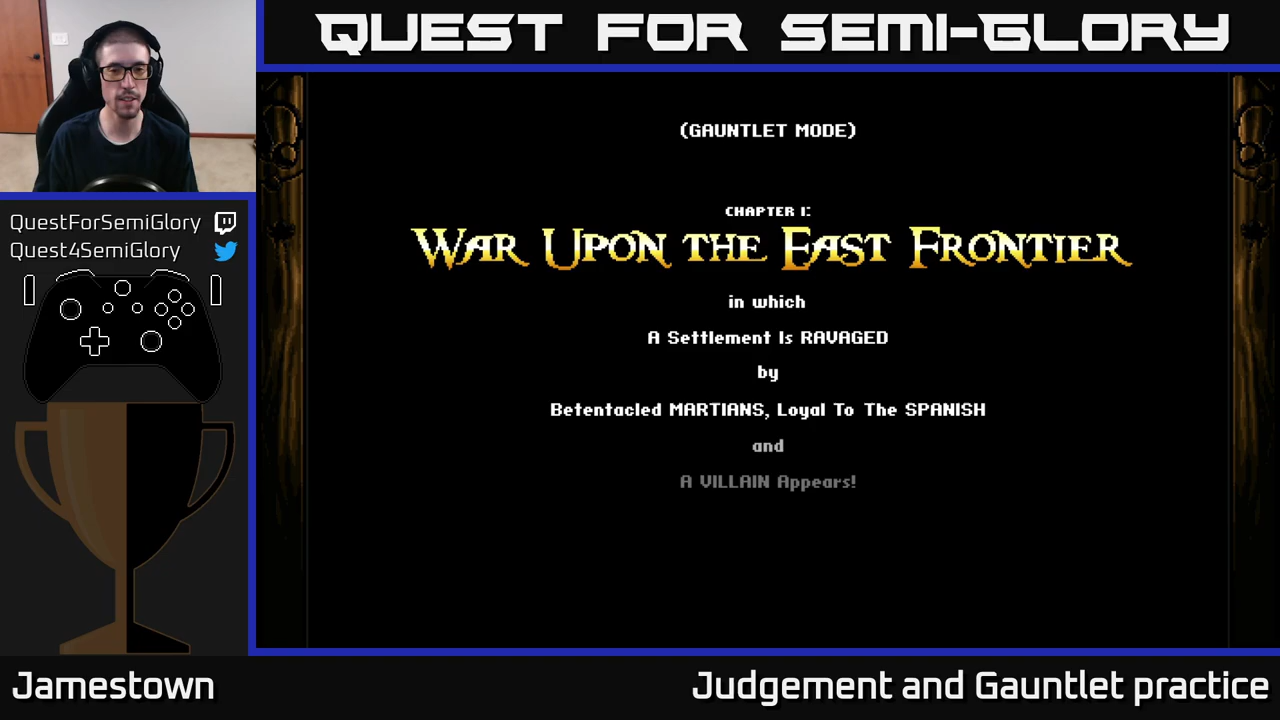 QUEST FOR SEMI-GLORY
QuestForSemiGlory
Quest4SemiGlory
(GAUNTLET MODE)
CHAPTER I:
WAR UPON THE EAST FRONTIER
in which
A Settlement Is RAVAGED
by
Betentacled MARTIANS, Loyal To The SPANISH
and
A VILLAIN Appears!
Jamestown
Judgement and Gauntlet practice